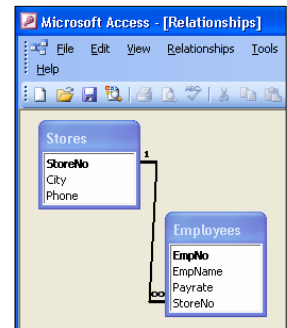 Microsoft Access - [Relationships]
File Edit View Relationships Tools
Help
Stores
1
StoreNo
City
Phone
Employees
EmpNo
EmpName
Payrate
StoreNo
∞